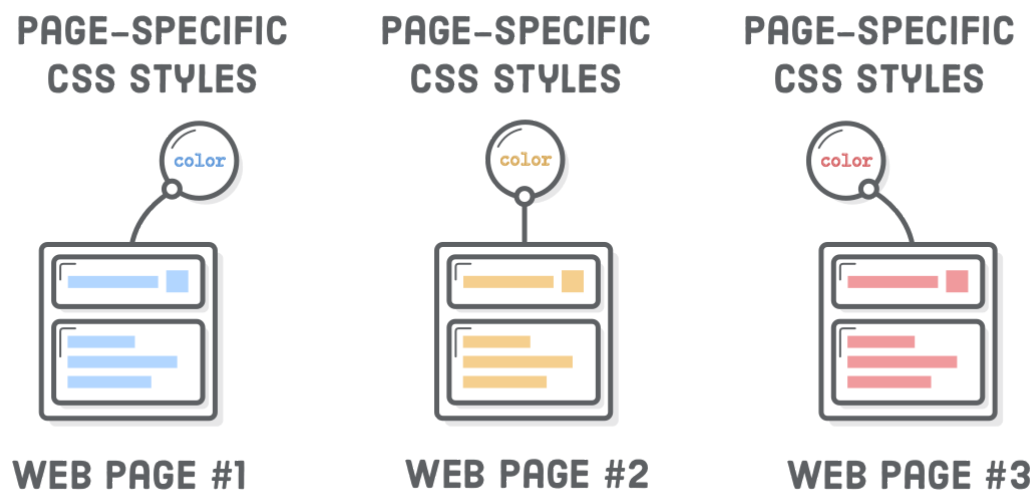 PAGE-SPECIFIC
CSS STYLES
color
WEB PAGE #1
PAGE-SPECIFIC
CSS STYLES
color
WEB PAGE #2
PAGE-SPECIFIC
CSS STYLES
color
WEB PAGE #3